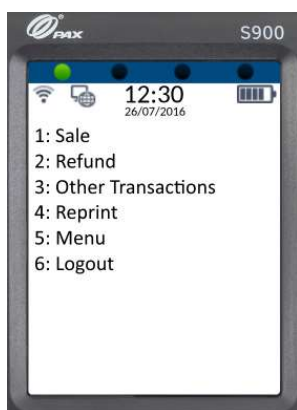 PAX S900
12:30
26/07/2016
1: Sale
2: Refund
3: Other Transactions
4: Reprint
5: Menu
6: Logout